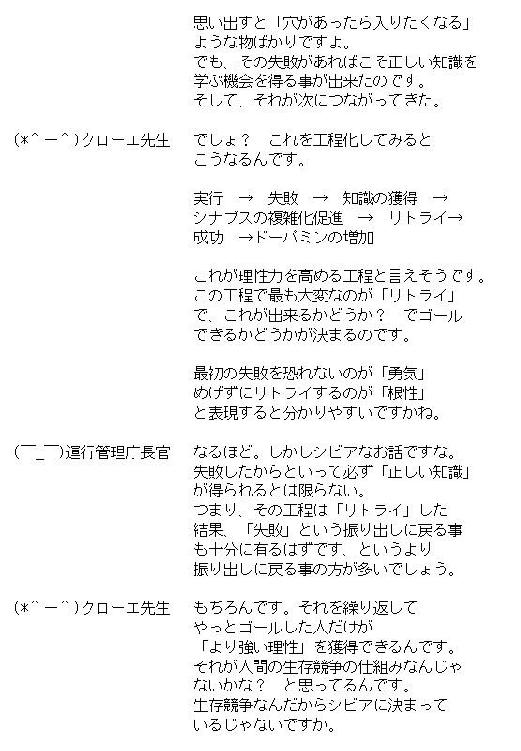 思い出すと「穴があったら入りたくなる」
ような物ばかりですよ。
でも、その失敗があればこそ正しい知識を
学ぶ機会を得る事が出来たのです。
そして、それが次につながってきた。
(*＾ー＾)クローエ先生 でしょ？　これを工程化してみると
こうなるんです。
実行　→　失敗　→　知識の獲得　→
シナプスの複雑化促進　→　リトライ→
成功　→ドーパミンの増加
これが理性力を高める工程と言えそうです。
この工程で最も大変なのが「リトライ」
で、これが出来るかどうか？　でゴール
できるかどうかが決まるのです。
最初の失敗を恐れないのが「勇気」
めげずにリトライするのが「根性」
と表現すると分かりやすいですかね。
(￣_￣)運行管理庁長官 なるほど。しかしシビアなお話ですな。
失敗したからといって必ず「正しい知識」
が得られるとは限らない。
つまり、その工程は「リトライ」した
結果、「失敗」という振り出しに戻る事
も十分に有るはずです、というより
振り出しに戻る事の方が多いでしょう。
(*＾ー＾)クローエ先生 もちろんです。それを繰り返して
やっとゴールした人だけが
「より強い理性」を獲得できるんです。
それが人間の生存競争の仕組みなんじゃ
ないかな？　と思ってるんです。
生存競争なんだからシビアに決まって
いるじゃないですか。